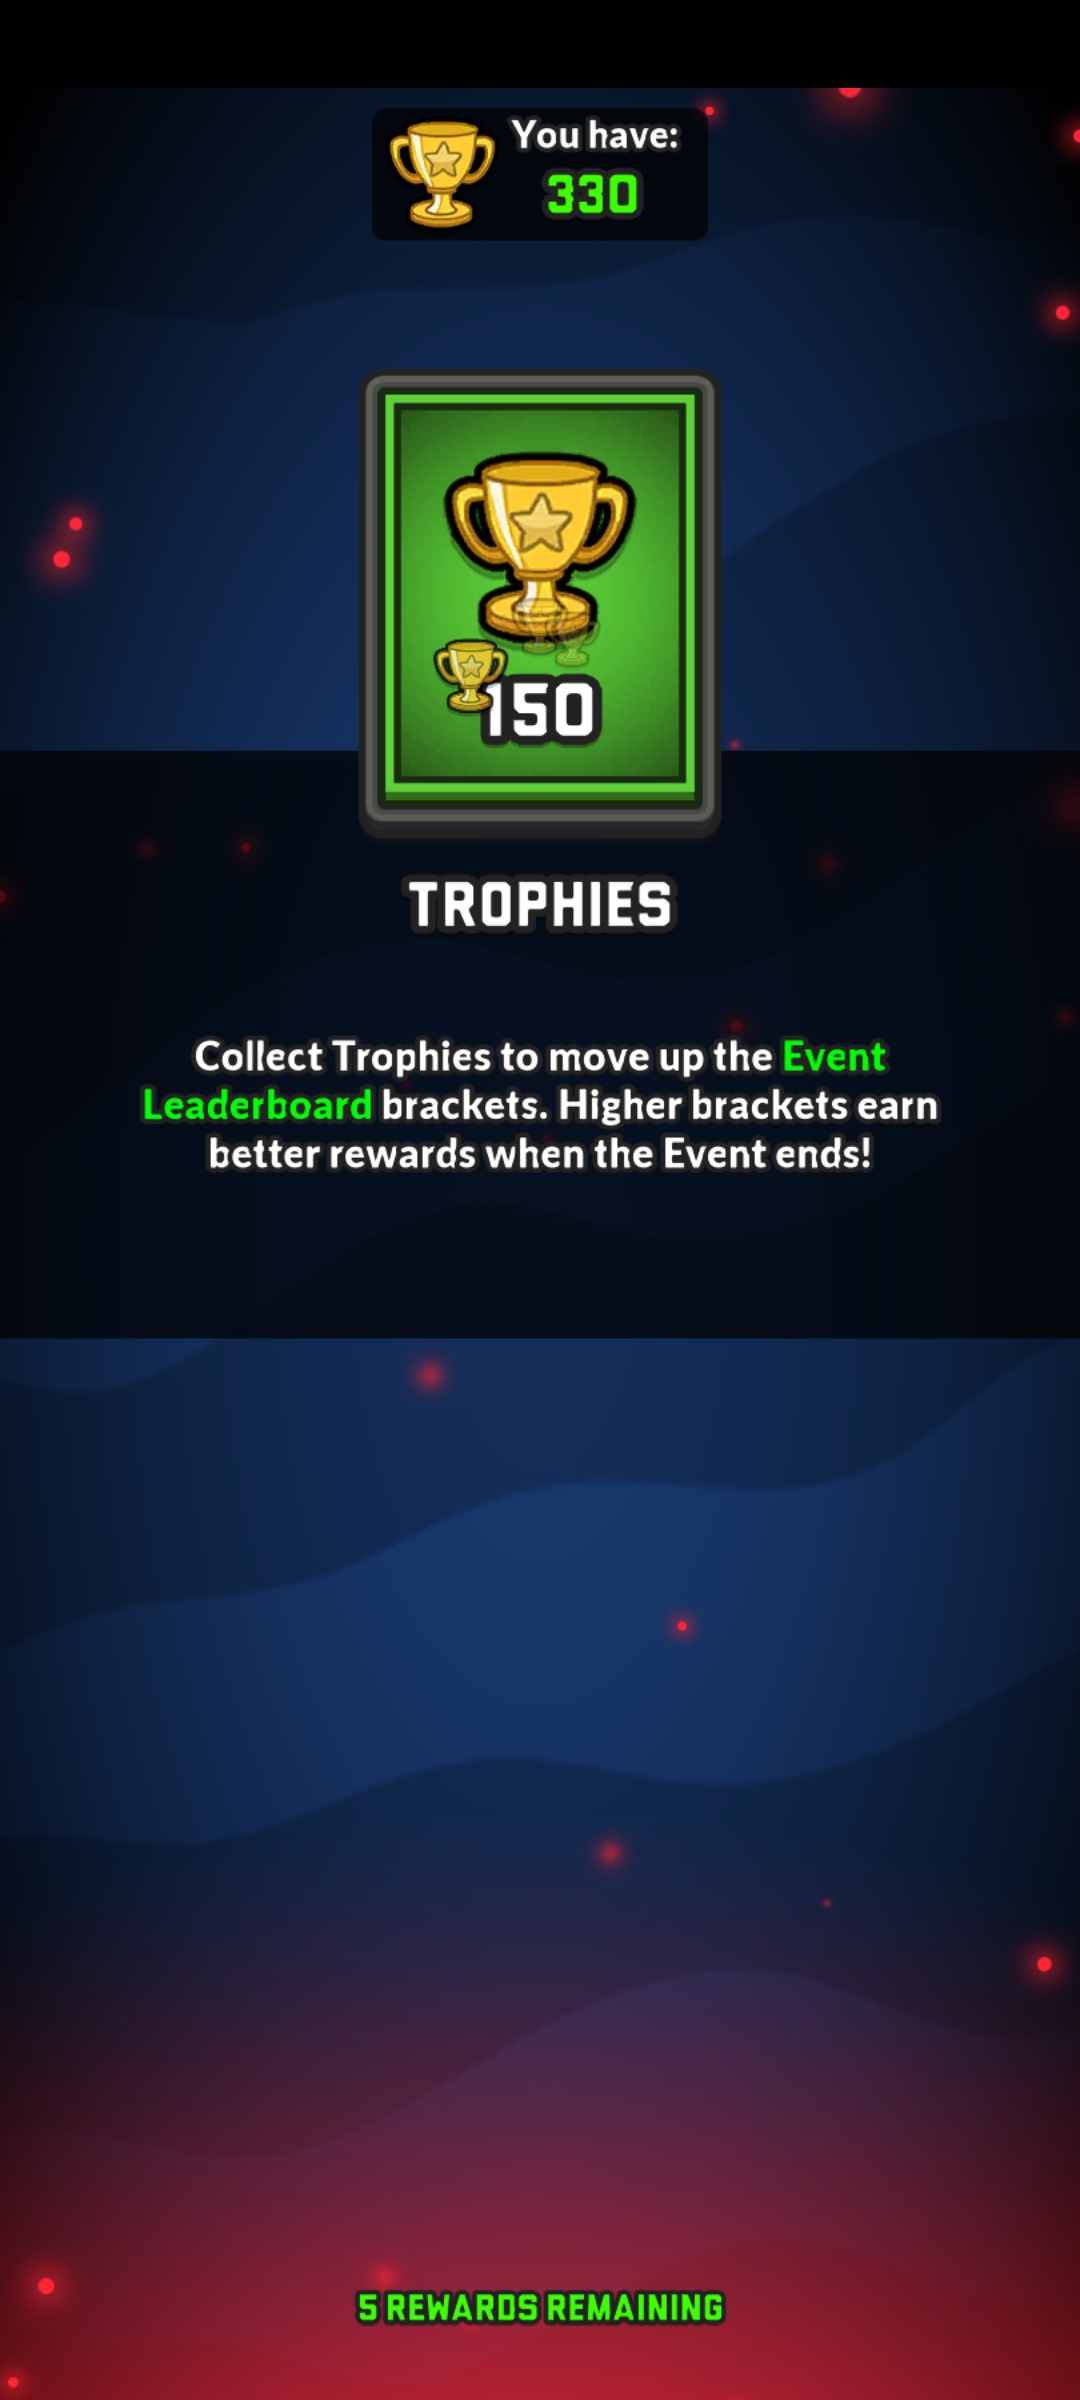 You have:
330
150
TROPHIES
Collect Trophies to move up the Event
Leaderboard brackets. Higher brackets earn
better rewards when the Event ends!
5 REWARDS REMAINING